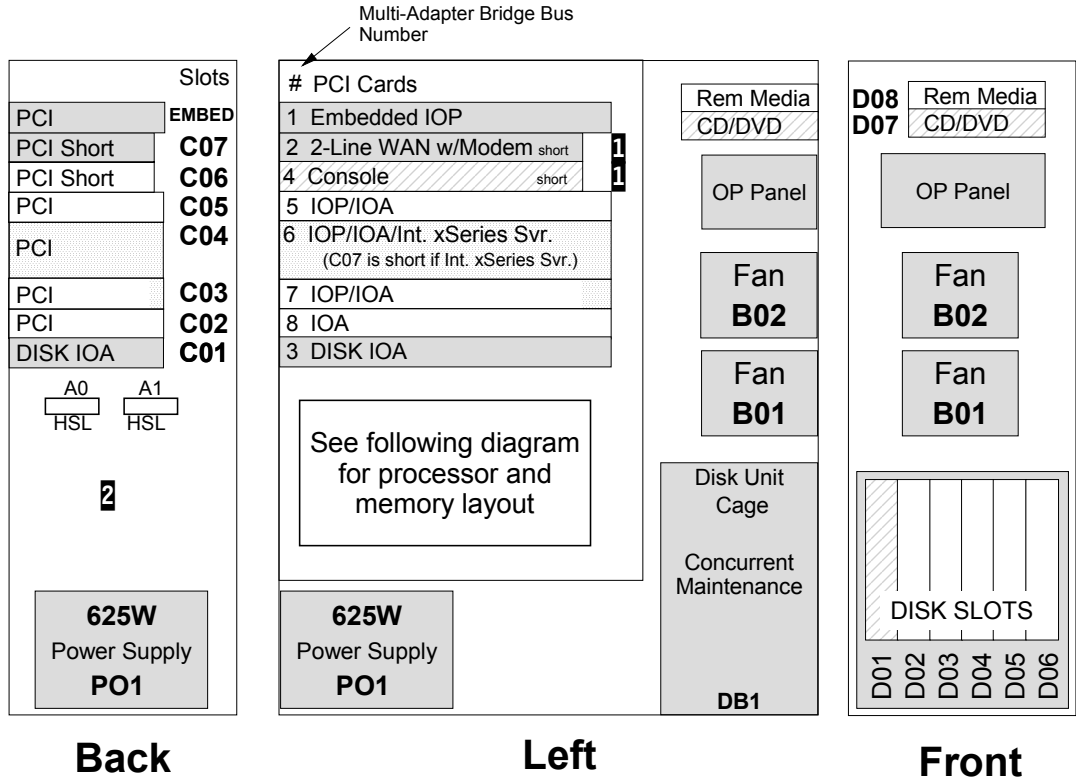 Multi-Adapter Bridge Bus
Number
Slots
PCI EMBED
PCI Short C07
PCI Short C06
PCI C05
PCI C04
PCI C03
PCI C02
DISK IOA C01
A0 A1
HSL HSL
2
625W
Power Supply
PO1
Back
# PCI Cards
1 Embedded IOP
2 2-Line WAN w/Modem short 1
4 Console short 1
5 IOP/IOA
6 IOP/IOA/Int. xSeries Svr.
(C07 is short if Int. xSeries Svr.)
7 IOP/IOA
8 IOA
3 DISK IOA
See following diagram
for processor and
memory layout
625W
Power Supply
PO1
Rem Media
CD/DVD
OP Panel
Fan
B02
Fan
B01
Disk Unit
Cage
Concurrent
Maintenance
DB1
Left
D08 Rem Media
D07 CD/DVD
OP Panel
Fan
B02
Fan
B01
DISK SLOTS
D01 D02 D03 D04 D05 D06
Front